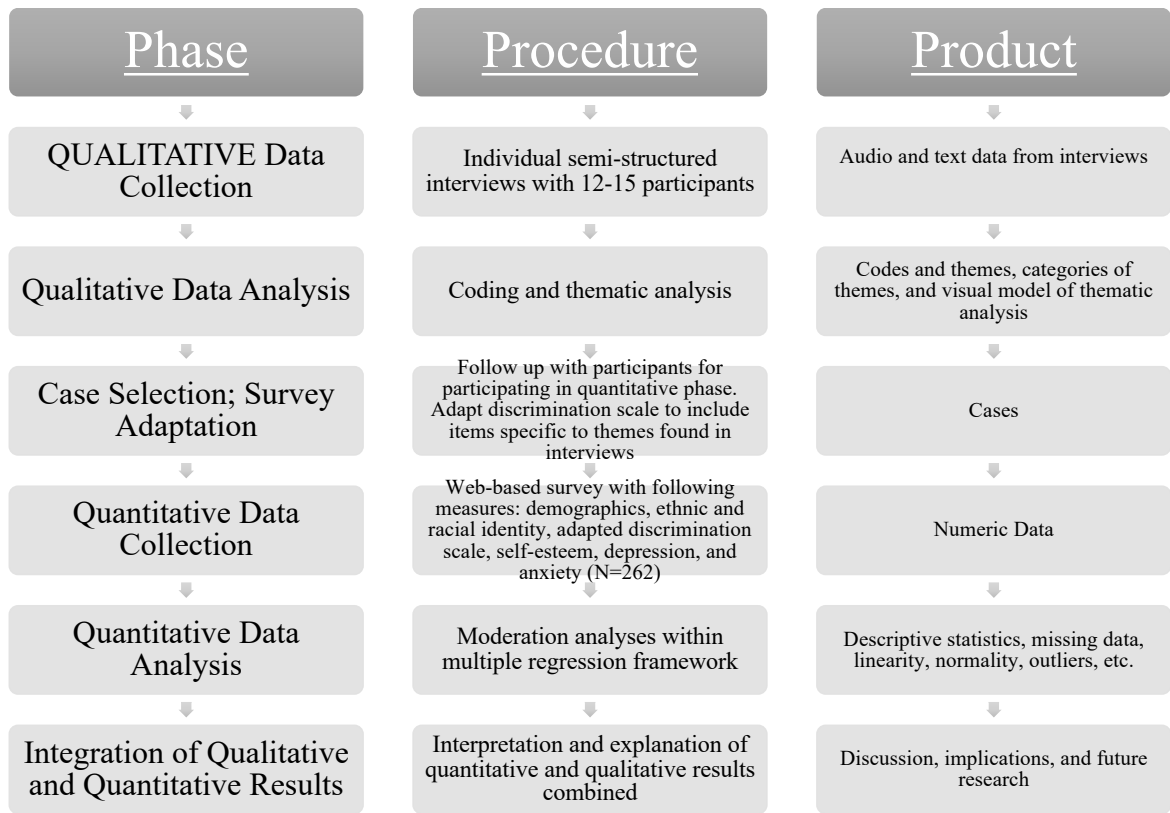 Phase
Procedure
Product
QUALITATIVE Data
Collection
Individual semi-structured
interviews with 12-15 participants
Audio and text data from interviews
Qualitative Data Analysis
Coding and thematic analysis
Codes and themes, categories of
themes, and visual model of thematic
analysis
Case Selection; Survey
Adaptation
Follow up with participants for
participating in quantitative phase.
Adapt discrimination scale to include
items specific to themes found in
interviews
Cases
Quantitative Data
Collection
Web-based survey with following
measures: demographics, ethnic and
racial identity, adapted discrimination
scale, self-esteem, depression, and
anxiety (N=262)
Numeric Data
Quantitative Data
Analysis
Moderation analyses within
multiple regression framework
Descriptive statistics, missing data,
linearity, normality, outliers, etc.
Integration of Qualitative
and Quantitative Results
Interpretation and explanation of
quantitative and qualitative results
combined
Discussion, implications, and future
research